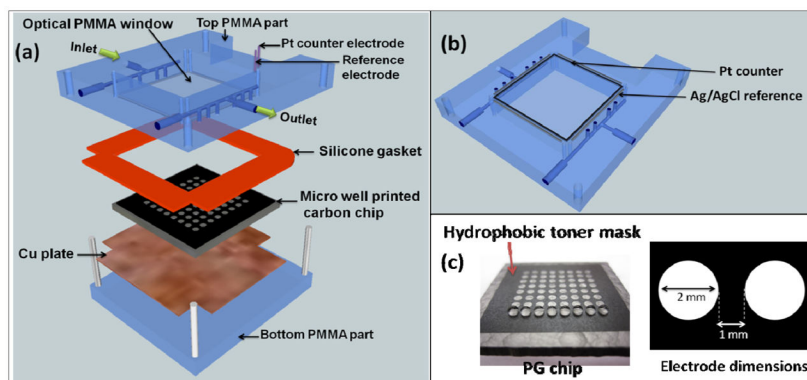 (a)
Optical PMMA window
Top PMMA part
Inlet
Pt counter electrode
Reference
electrode
Outlet
Silicone gasket
Micro well printed
carbon chip
Cu plate
Bottom PMMA part
(b)
Pt counter
Ag/AgCl reference
Hydrophobic toner mask
(c)
PG chip
2 mm
1 mm
Electrode dimensions